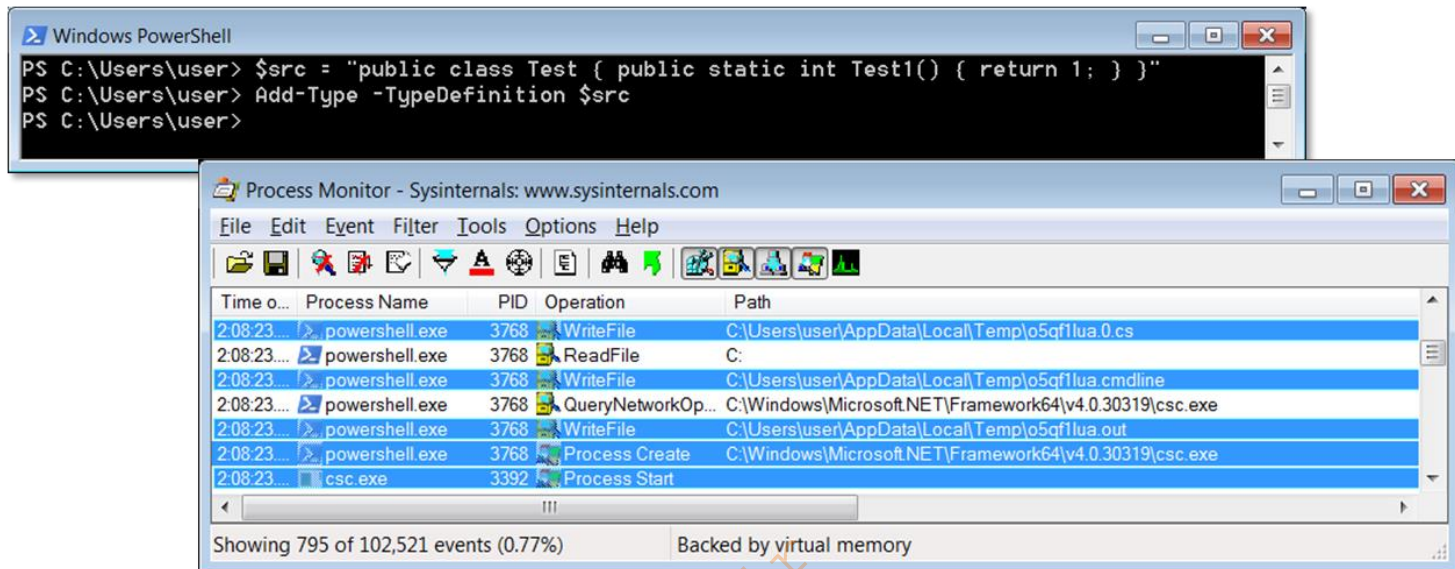 Windows PowerShell
PS C:\Users\user> $src = "public class Test { public static int Test1() { return 1; } }"
PS C:\Users\user> Add-Type -TypeDefinition $src
PS C:\Users\user>
Process Monitor - Sysinternals: www.sysinternals.com
File Edit Event Filter Tools Options Help
Time o... Process Name PID Operation Path
2:08:23.... powershell.exe 3768 WriteFile C:\Users\user\AppData\Local\Temp\o5qf1lua.0.cs
2:08:23.... powershell.exe 3768 ReadFile C:
2:08:23.... powershell.exe 3768 WriteFile C:\Users\user\AppData\Local\Temp\o5qf1lua.cmdline
2:08:23.... powershell.exe 3768 QueryNetworkOp... C:\Windows\Microsoft.NET\Framework64\v4.0.30319\csc.exe
2:08:23.... powershell.exe 3768 WriteFile C:\Users\user\AppData\Local\Temp\o5qf1lua.out
2:08:23.... powershell.exe 3768 Process Create C:\Windows\Microsoft.NET\Framework64\v4.0.30319\csc.exe
2:08:23.... csc.exe 3392 Process Start
Showing 795 of 102,521 events (0.77%) Backed by virtual memory